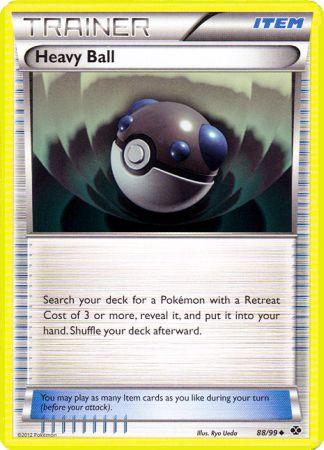 TRAINER ITEM
Heavy Ball
Search your deck for a Pokémon with a Retreat
Cost of 3 or more, reveal it, and put it into your
hand. Shuffle your deck afterward.
You may play as many Item cards as you like during your turn
(before your attack).
©2012 Pokémon Illus. Ryo Ueda 88/99